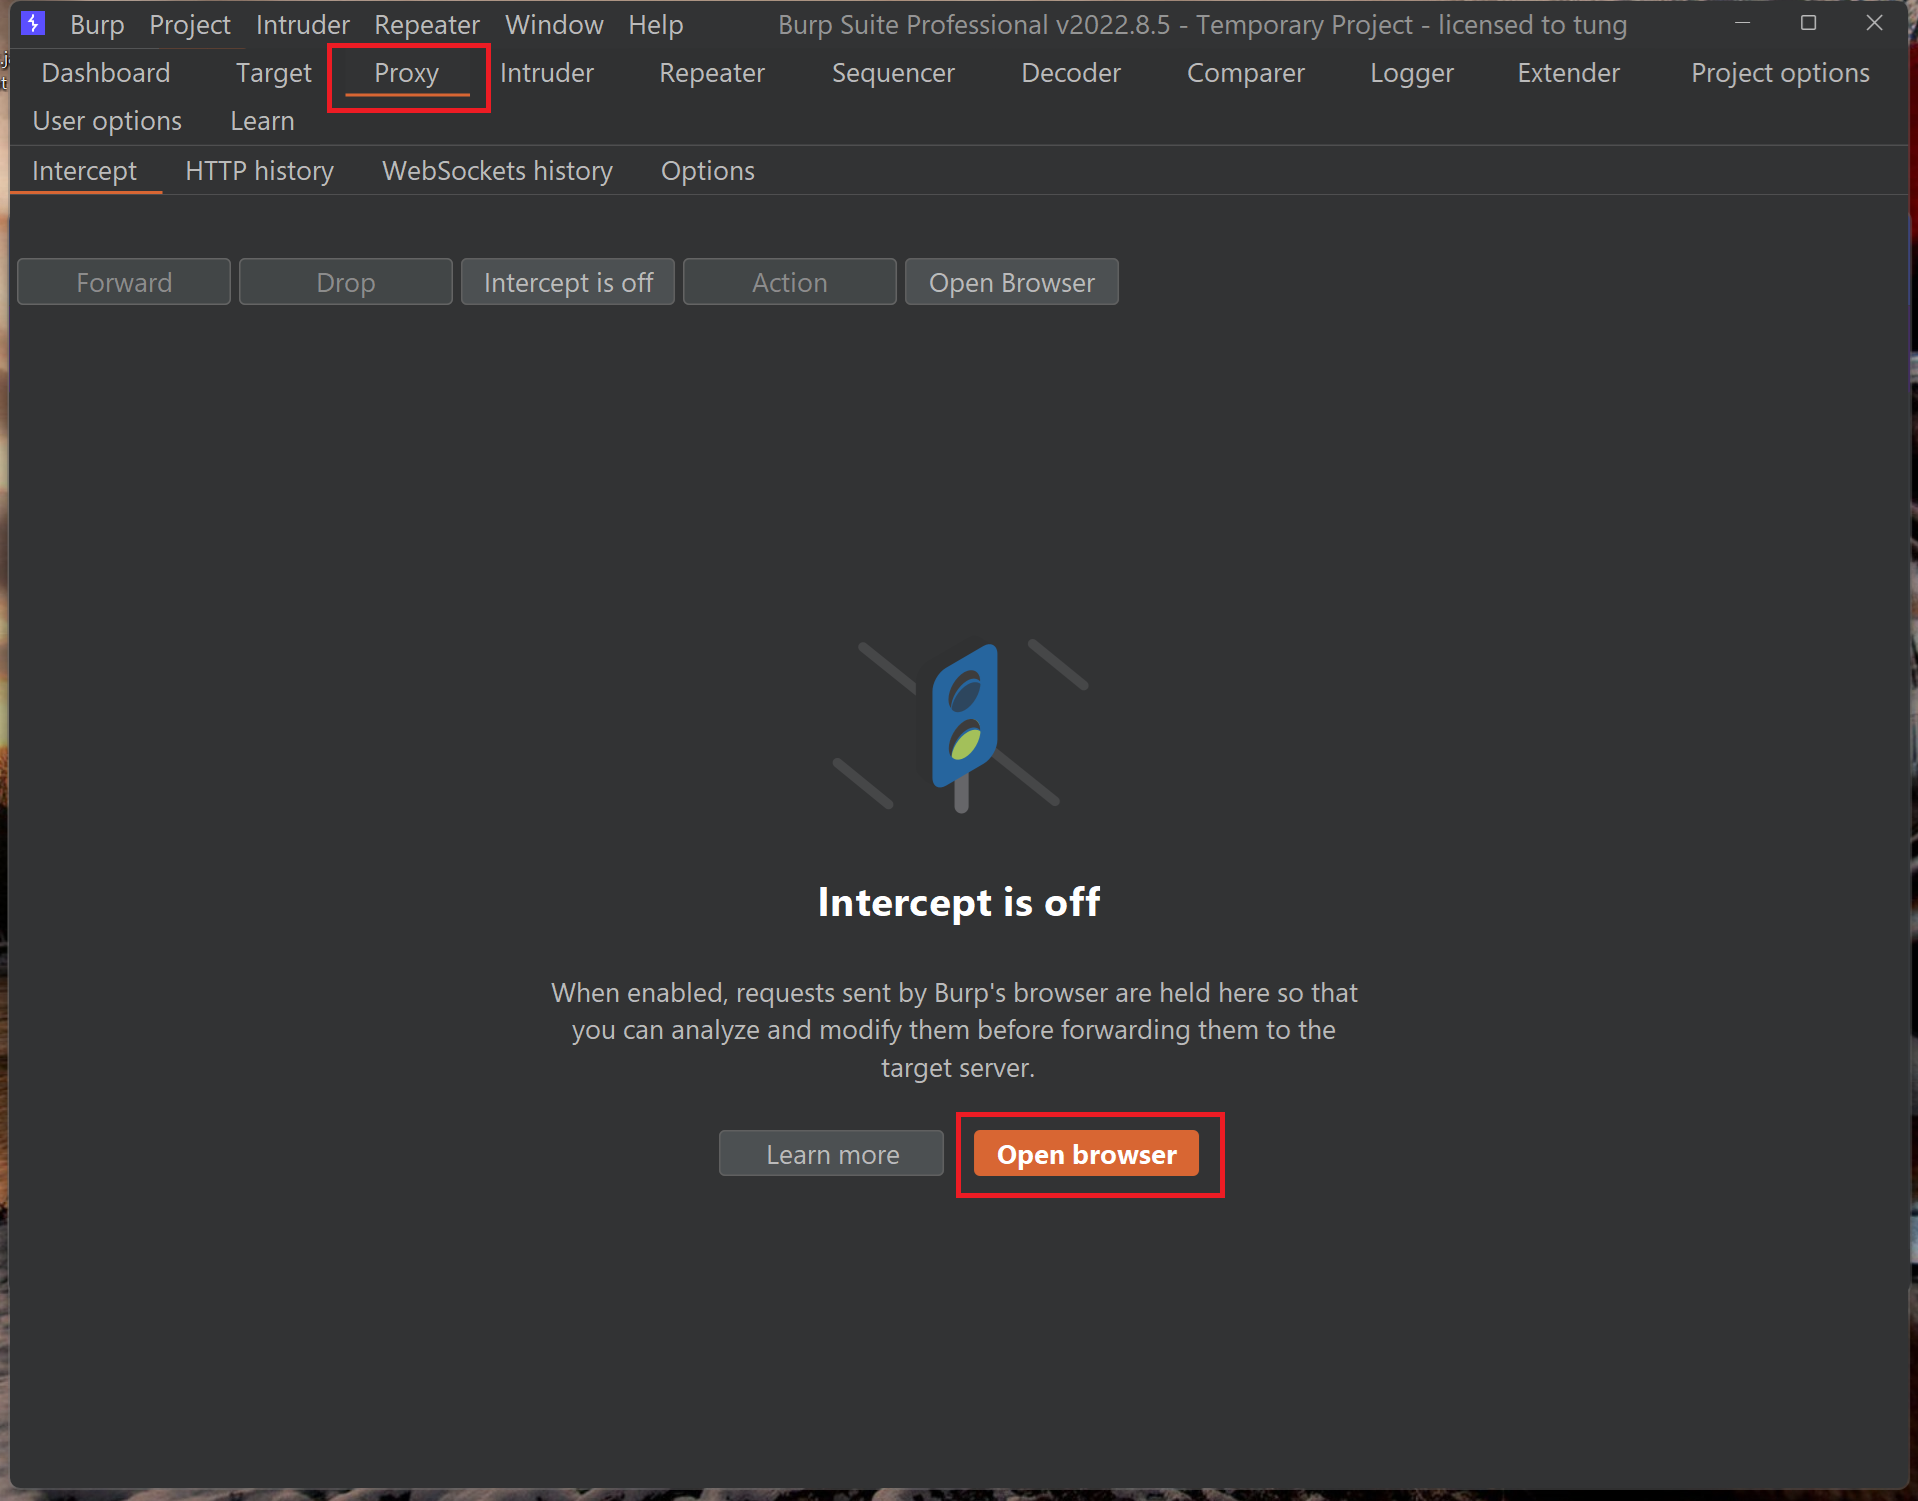 Burp Project Intruder Repeater Window Help Burp Suite Professional v2022.8.5 - Temporary Project - licensed to tung
Dashboard Target Proxy Intruder Repeater Sequencer Decoder Comparer Logger Extender Project options
User options Learn
Intercept HTTP history WebSockets history Options
Forward Drop Intercept is off Action Open Browser
Intercept is off
When enabled, requests sent by Burp's browser are held here so that
you can analyze and modify them before forwarding them to the
target server.
Learn more Open browser